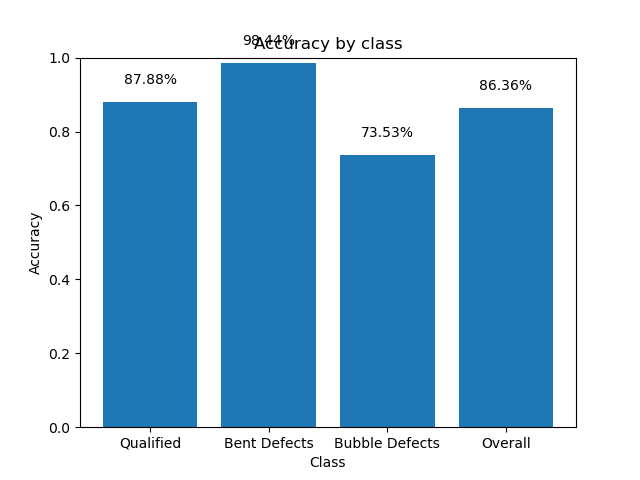 Accuracy by class
98.44%
87.88%
86.36%
73.53%
1.0
0.8
0.6
0.4
0.2
0.0
Accuracy
Qualified Bent Defects Bubble Defects Overall
Class